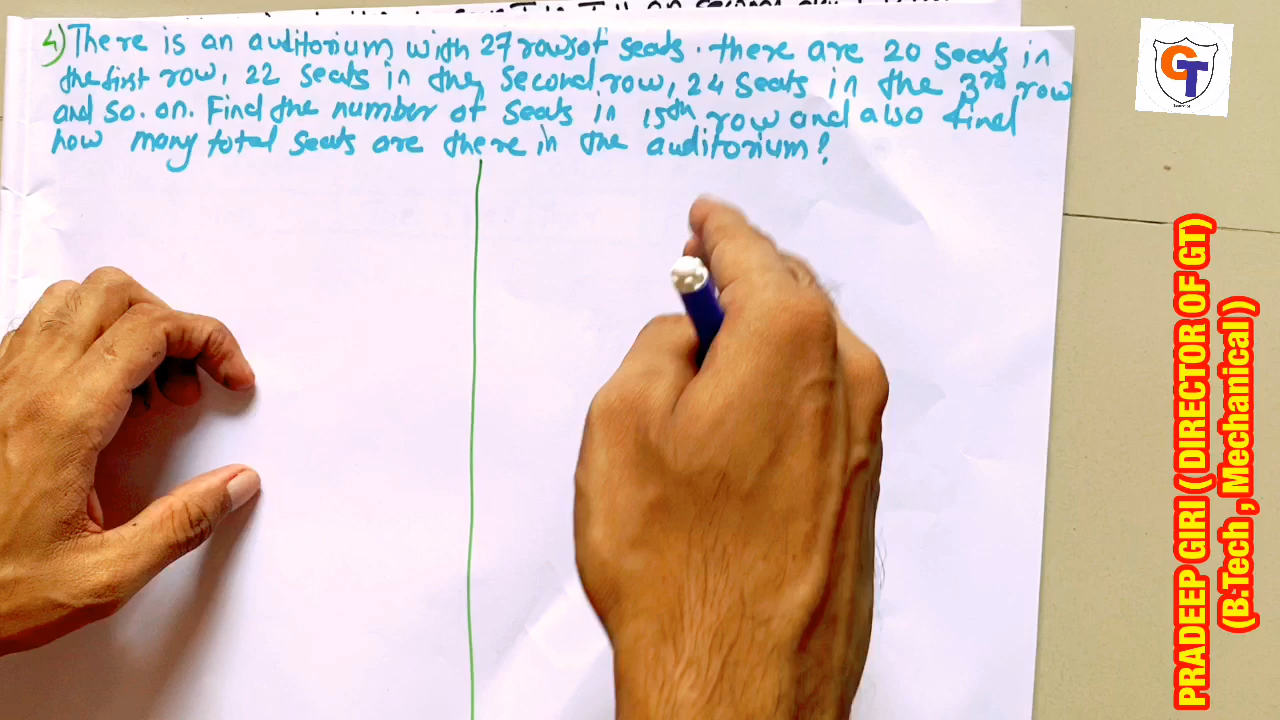 4) There is an auditorium with 27 rows of seats. there are 20 seats in
the first row, 22 seats in the second row, 24 seats in the 3rd row
and so. on. Find the number of seats in 15th row and also find
how many total seats are there in the auditorium?
GT
PRADEEP GIRI ( DIRECTOR OF GT)
(B.Tech , Mechanical )